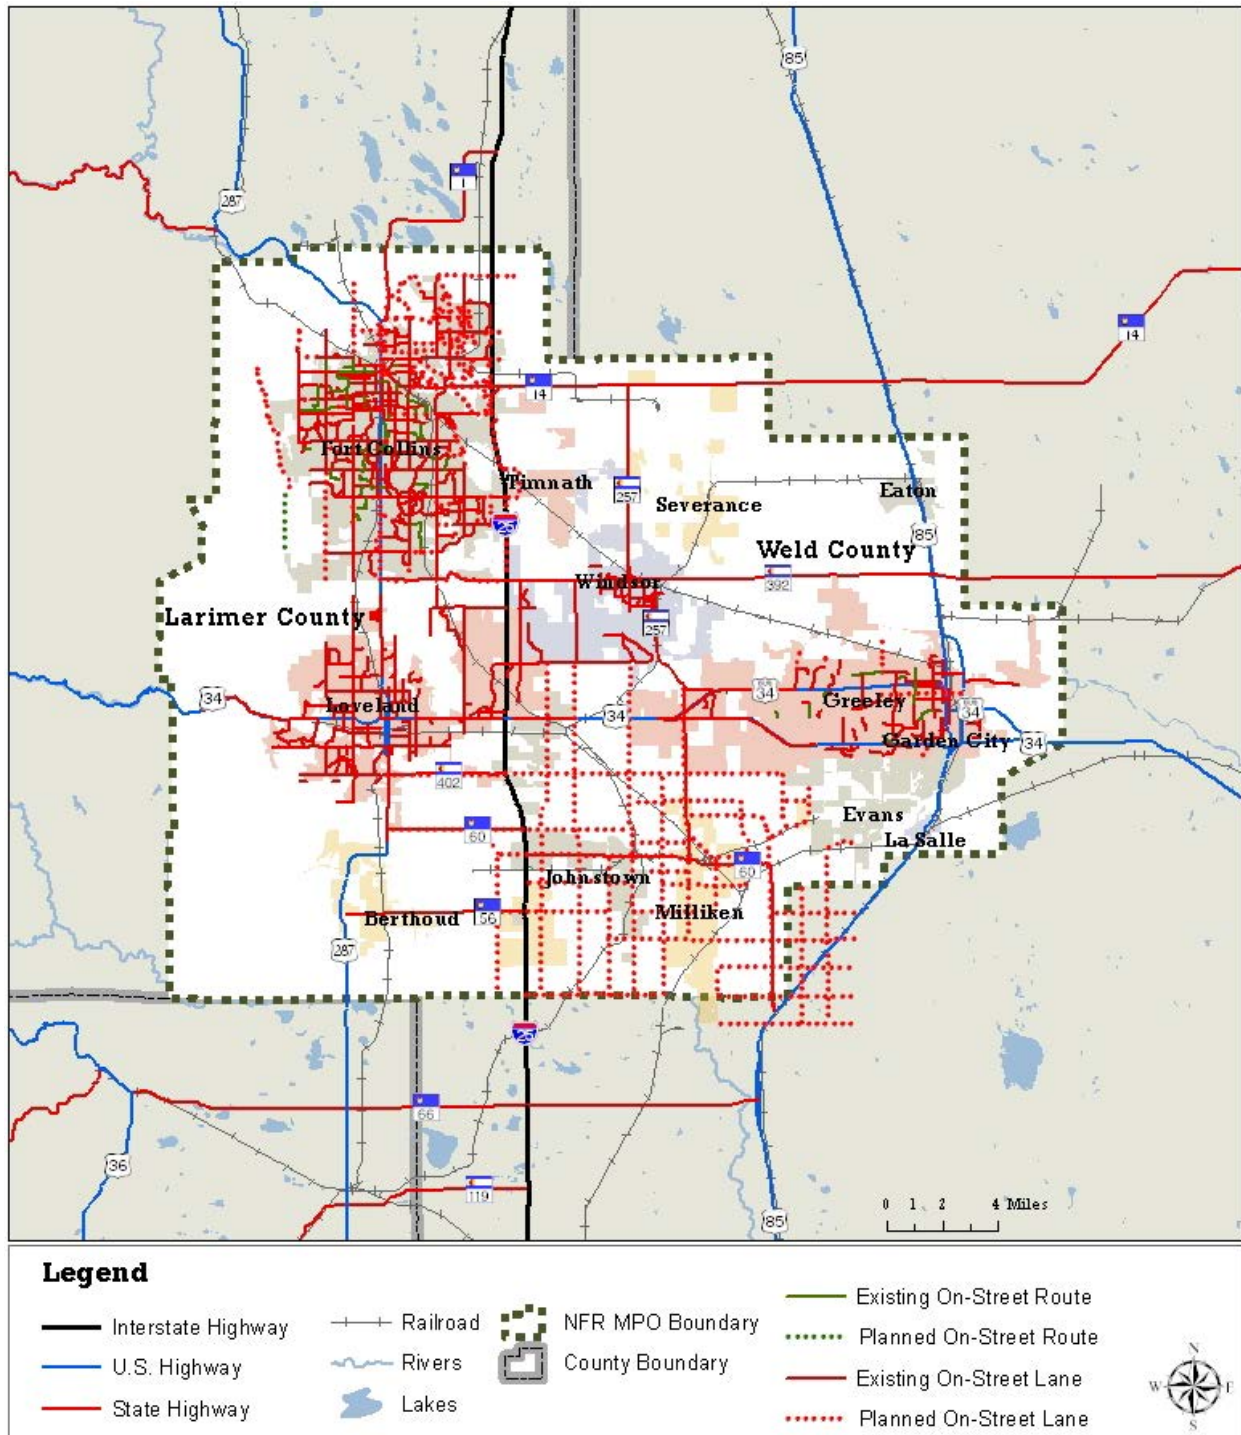 85
287
1
14
14
Fort Collins
Timnath
257
Severance
Eaton
25
85
Weld County
Windsor
392
Larimer County
257
34
34
Loveland
Greeley
34
34
Garden City
34
402
60
Evans
La Salle
60
Johnstown
Berthoud
56
Milliken
287
25
66
36
119
85
0 1 2 4 Miles
Legend
Interstate Highway
U.S. Highway
State Highway
Railroad
Rivers
Lakes
NFR MPO Boundary
County Boundary
Existing On-Street Route
Planned On-Street Route
Existing On-Street Lane
Planned On-Street Lane
N
W E
S